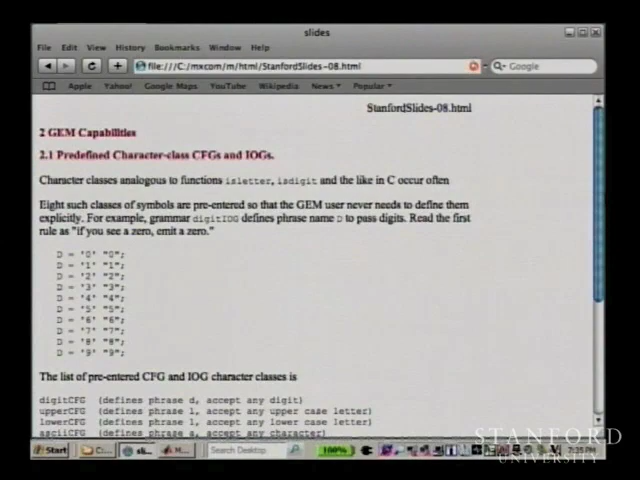 slides
File Edit View History Bookmarks Window Help
file:///C:/mxcom/m/html/StanfordSlides-08.html
Google
Apple Yahoo! Google Maps YouTube Wikipedia News Popular
StanfordSlides-08.html
2 GEM Capabilities
2.1 Predefined Character-class CFGs and IOGs.
Character classes analogous to functions isletter, isdigit and the like in C occur often
Eight such classes of symbols are pre-entered so that the GEM user never needs to define them
explicitly. For example, grammar digitIOG defines phrase name D to pass digits. Read the first
rule as "if you see a zero, emit a zero."
D = '0' "0";
D = '1' "1";
D = '2' "2";
D = '3' "3";
D = '4' "4";
D = '5' "5";
D = '6' "6";
D = '7' "7";
D = '8' "8";
D = '9' "9";
The list of pre-entered CFG and IOG character classes is
digitCFG (defines phrase d, accept any digit)
upperCFG (defines phrase l, accept any upper case letter)
lowerCFG (defines phrase l, accept any lower case letter)
asciiCFG (defines phrase a, accept any character)
Start C... sli... M... Search Desktop 100%
STANFORD
UNIVERSITY